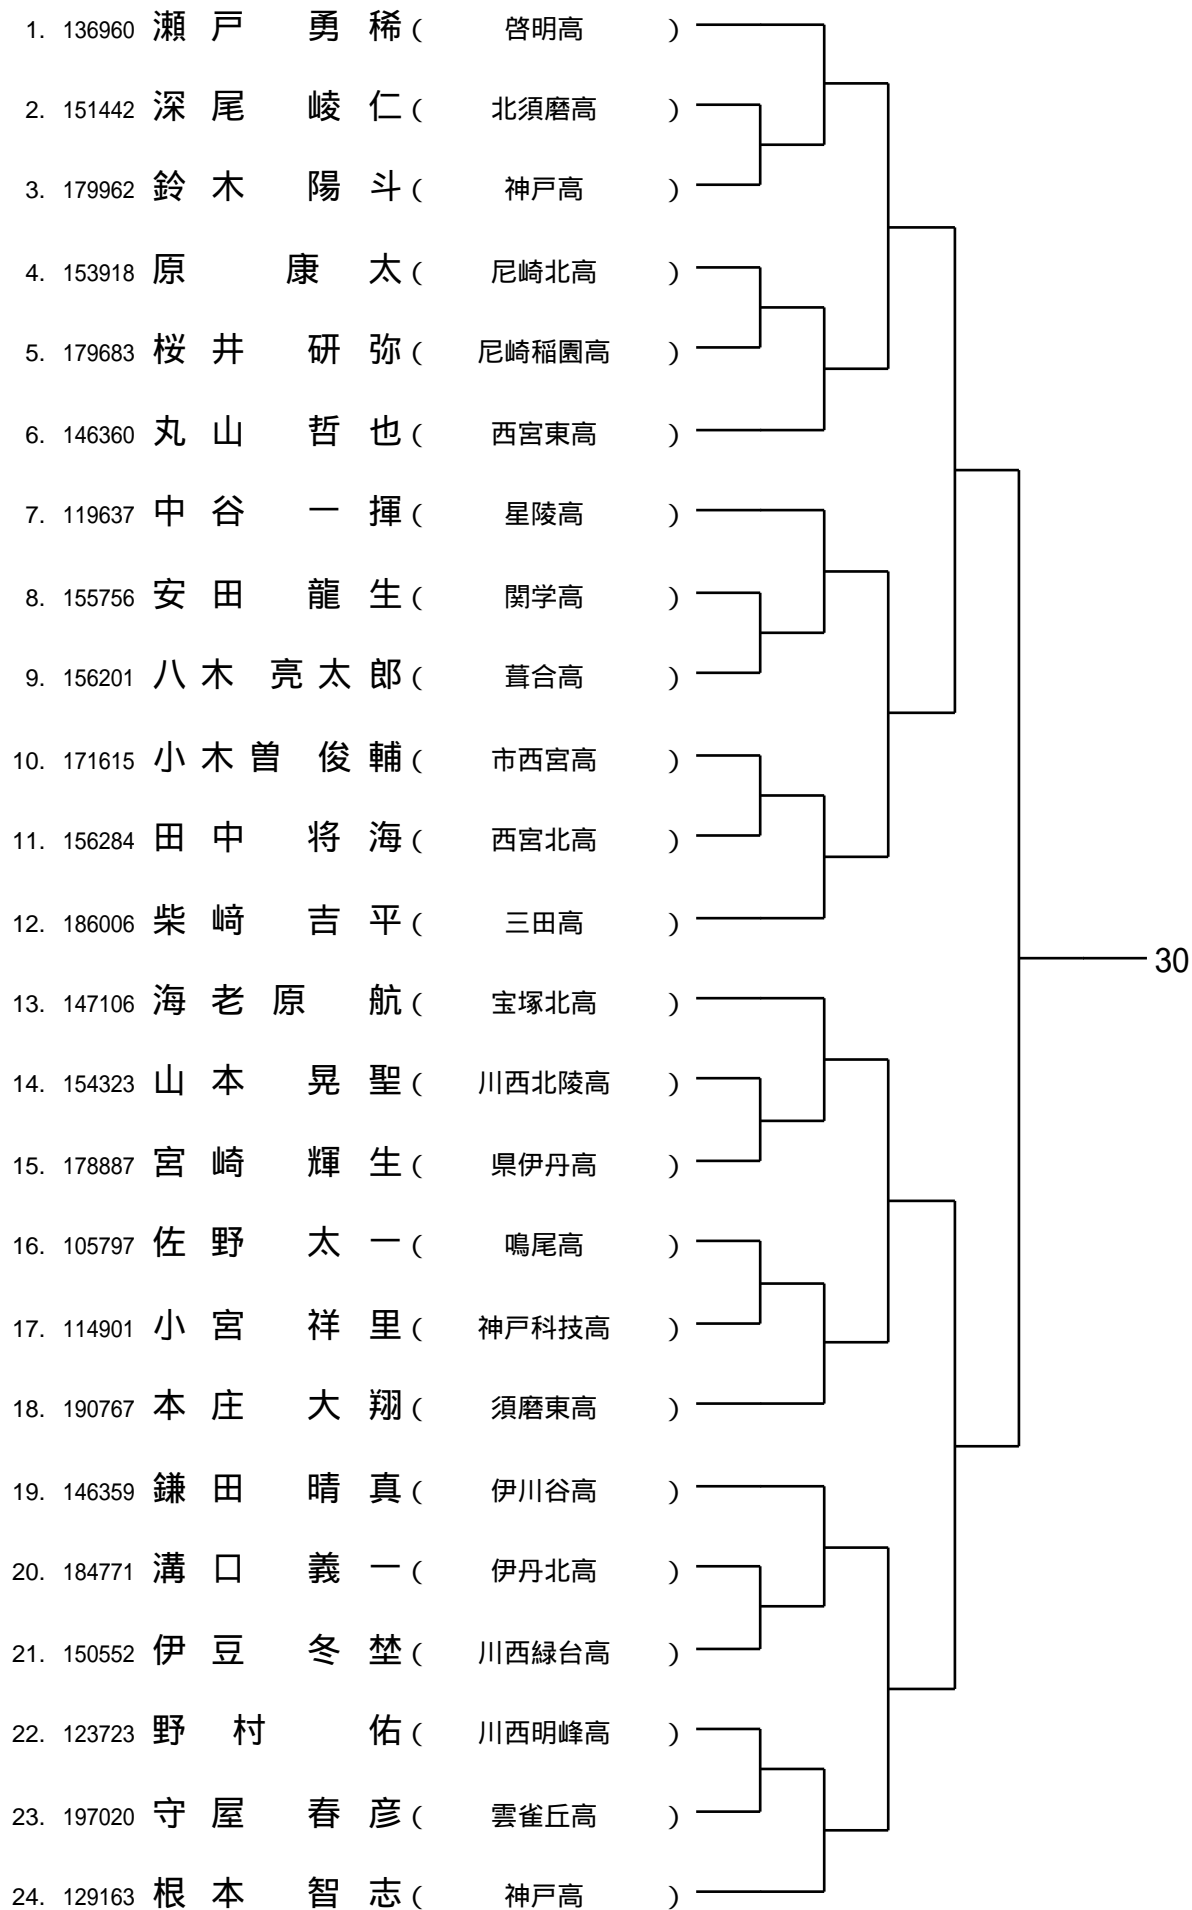 1. 136960 瀬戸 勇稀 ( 啓明高 )
2. 151442 深尾 崚仁 ( 北須磨高 )
3. 179962 鈴木 陽斗 ( 神戸高 )
4. 153918 原 康太 ( 尼崎北高 )
5. 179683 桜井 研弥 ( 尼崎稲園高 )
6. 146360 丸山 哲也 ( 西宮東高 )
7. 119637 中谷 一揮 ( 星陵高 )
8. 155756 安田 龍生 ( 関学高 )
9. 156201 八木 亮太郎 ( 葺合高 )
10. 171615 小木曽 俊輔 ( 市西宮高 )
11. 156284 田中 将海 ( 西宮北高 )
12. 186006 柴﨑 吉平 ( 三田高 )
30
13. 147106 海老原 航 ( 宝塚北高 )
14. 154323 山本 晃聖 ( 川西北陵高 )
15. 178887 宮崎 輝生 ( 県伊丹高 )
16. 105797 佐野 太一 ( 鳴尾高 )
17. 114901 小宮 祥里 ( 神戸科技高 )
18. 190767 本庄 大翔 ( 須磨東高 )
19. 146359 鎌田 晴真 ( 伊川谷高 )
20. 184771 溝口 義一 ( 伊丹北高 )
21. 150552 伊豆 冬埜 ( 川西緑台高 )
22. 123723 野村 佑 ( 川西明峰高 )
23. 197020 守屋 春彦 ( 雲雀丘高 )
24. 129163 根本 智志 ( 神戸高 )